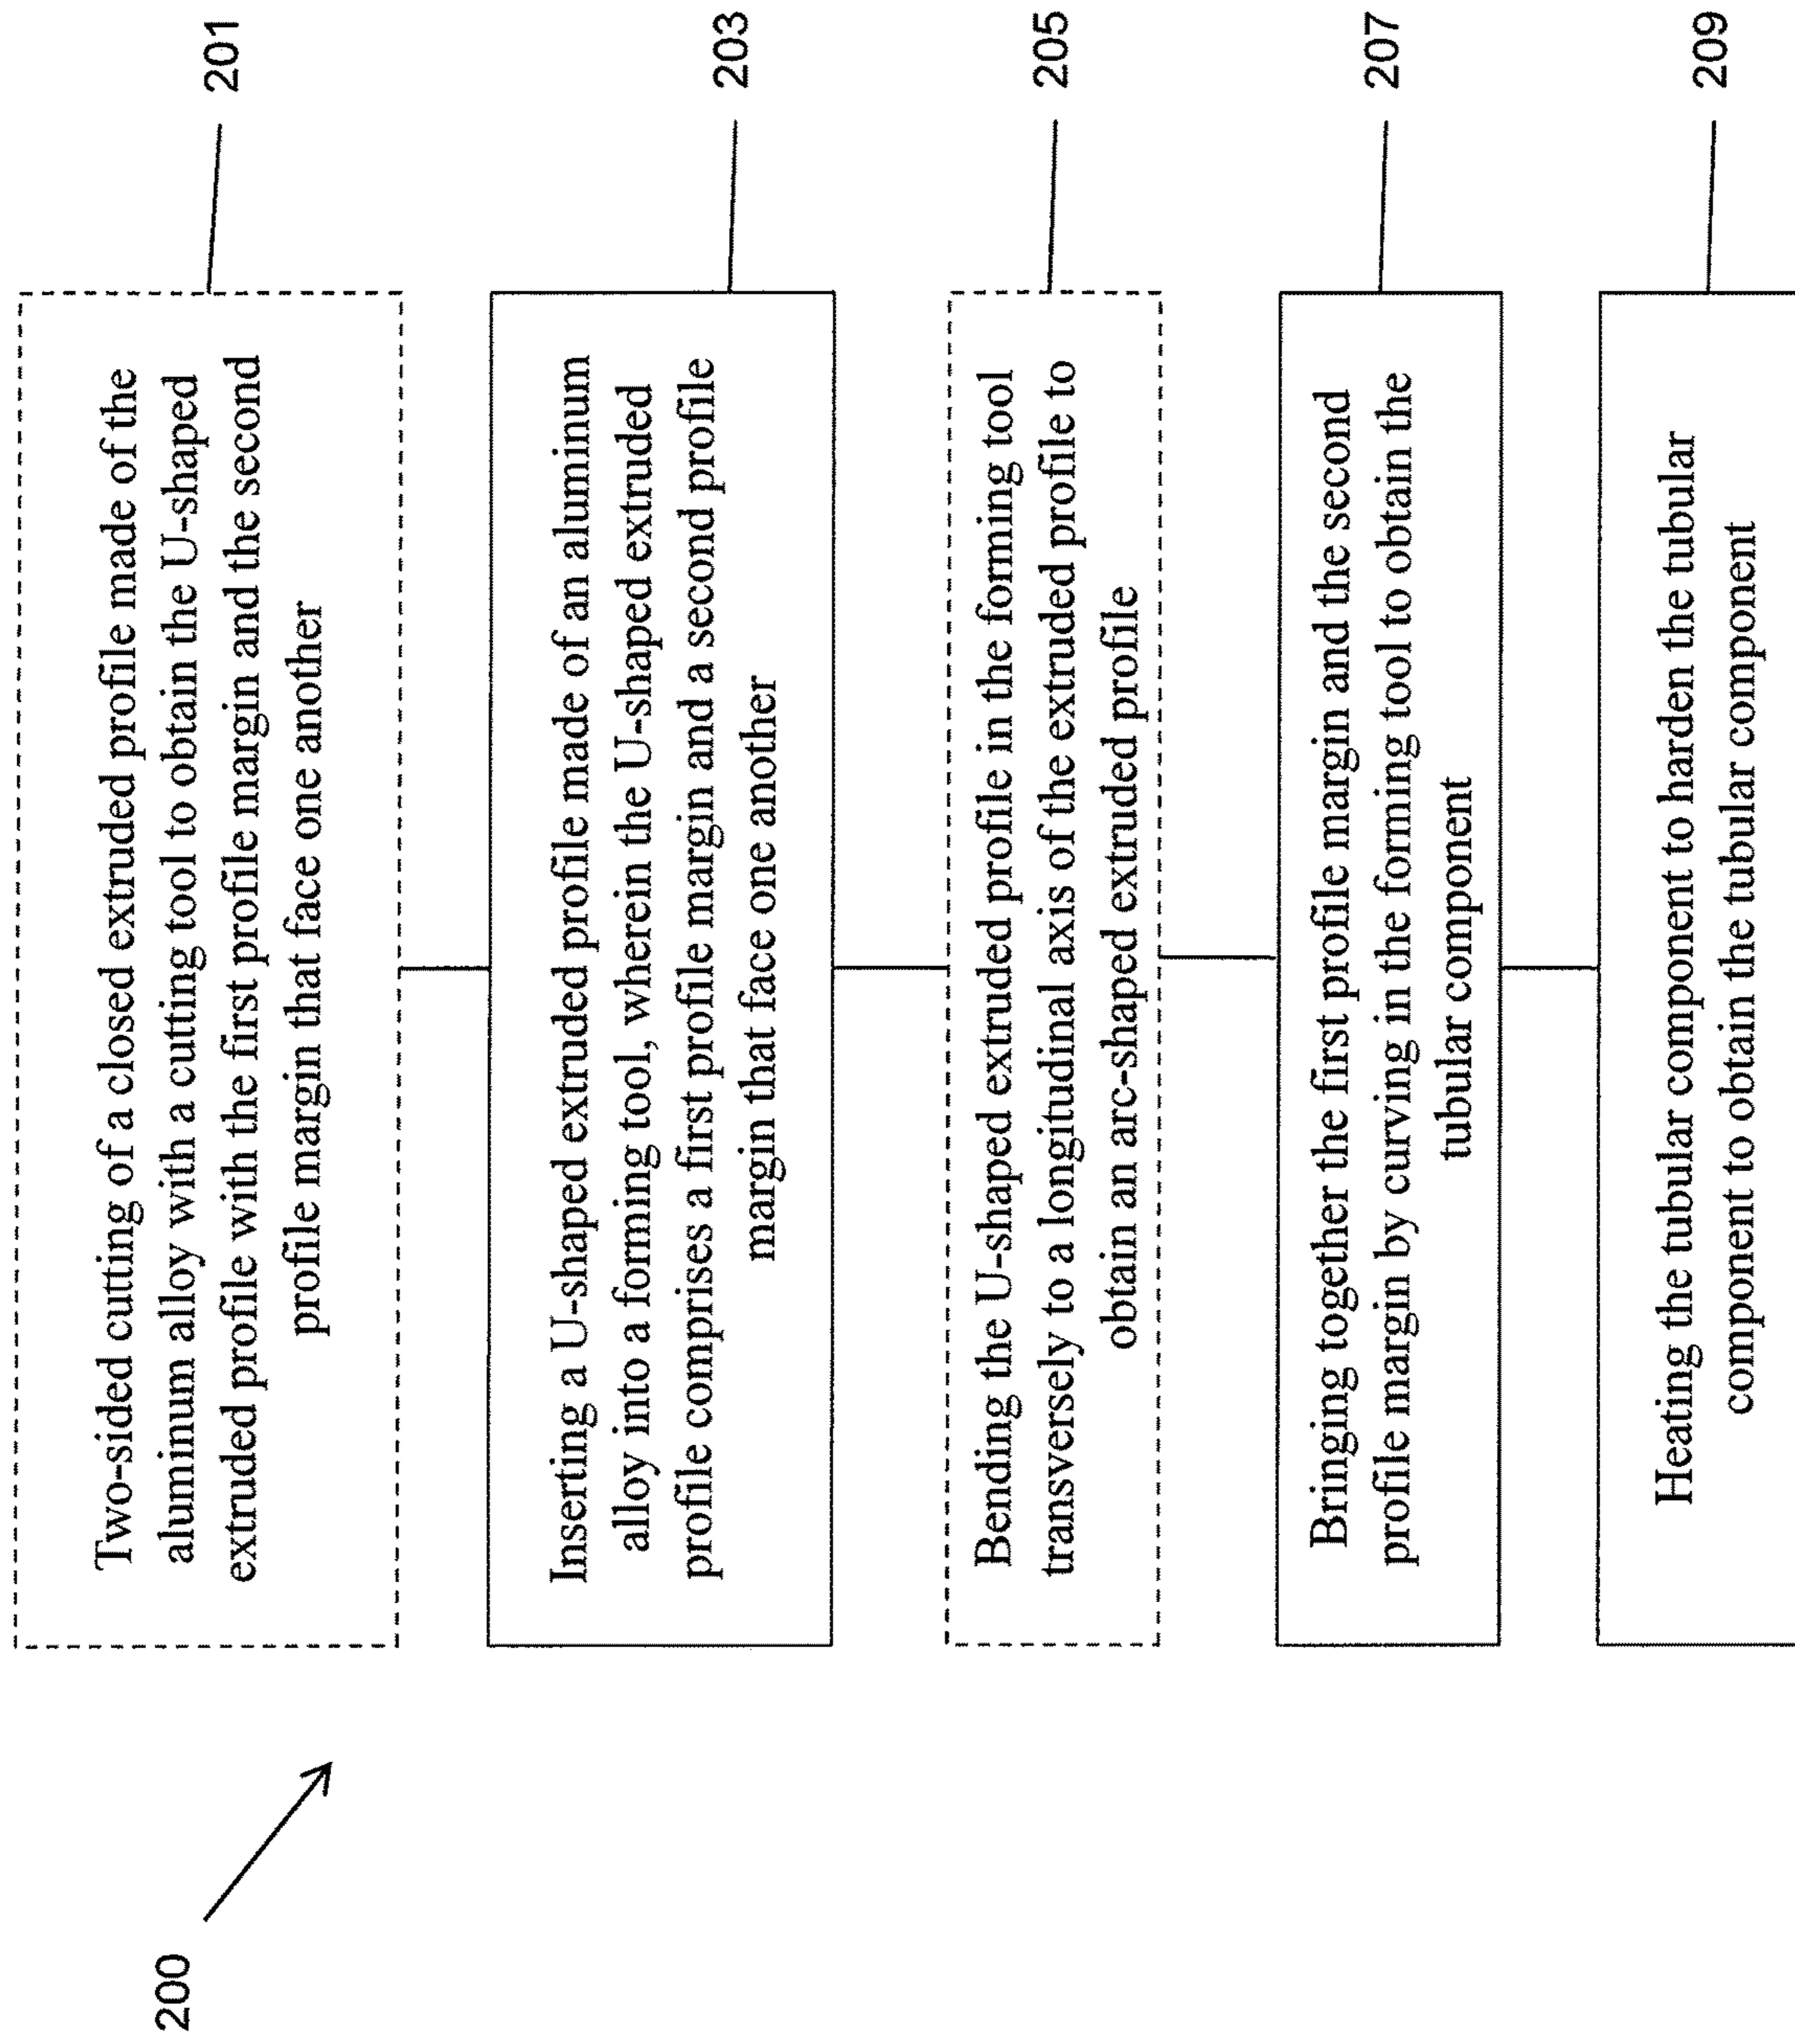 200
Two-sided cutting of a closed extruded profile made of the
aluminum alloy with a cutting tool to obtain the U-shaped
extruded profile with the first profile margin and the second
profile margin that face one another
201
Inserting a U-shaped extruded profile made of an aluminum
alloy into a forming tool, wherein the U-shaped extruded
profile comprises a first profile margin and a second profile
margin that face one another
203
Bending the U-shaped extruded profile in the forming tool
transversely to a longitudinal axis of the extruded profile to
obtain an arc-shaped extruded profile
205
Bringing together the first profile margin and the second
profile margin by curving in the forming tool to obtain the
tubular component
207
Heating the tubular component to harden the tubular
component to obtain the tubular component
209